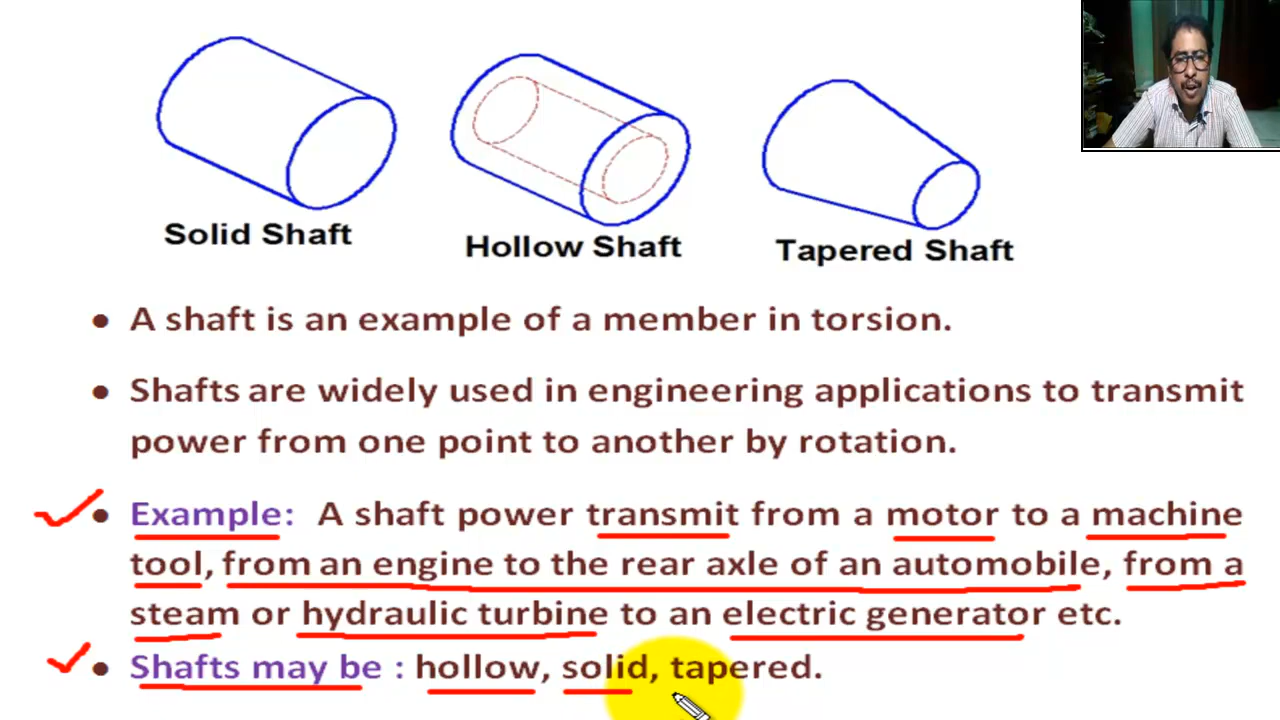 Solid Shaft
Hollow Shaft
Tapered Shaft
• A shaft is an example of a member in torsion.
• Shafts are widely used in engineering applications to transmit
power from one point to another by rotation.
• Example: A shaft power transmit from a motor to a machine
tool, from an engine to the rear axle of an automobile, from a
steam or hydraulic turbine to an electric generator etc.
• Shafts may be : hollow, solid, tapered.